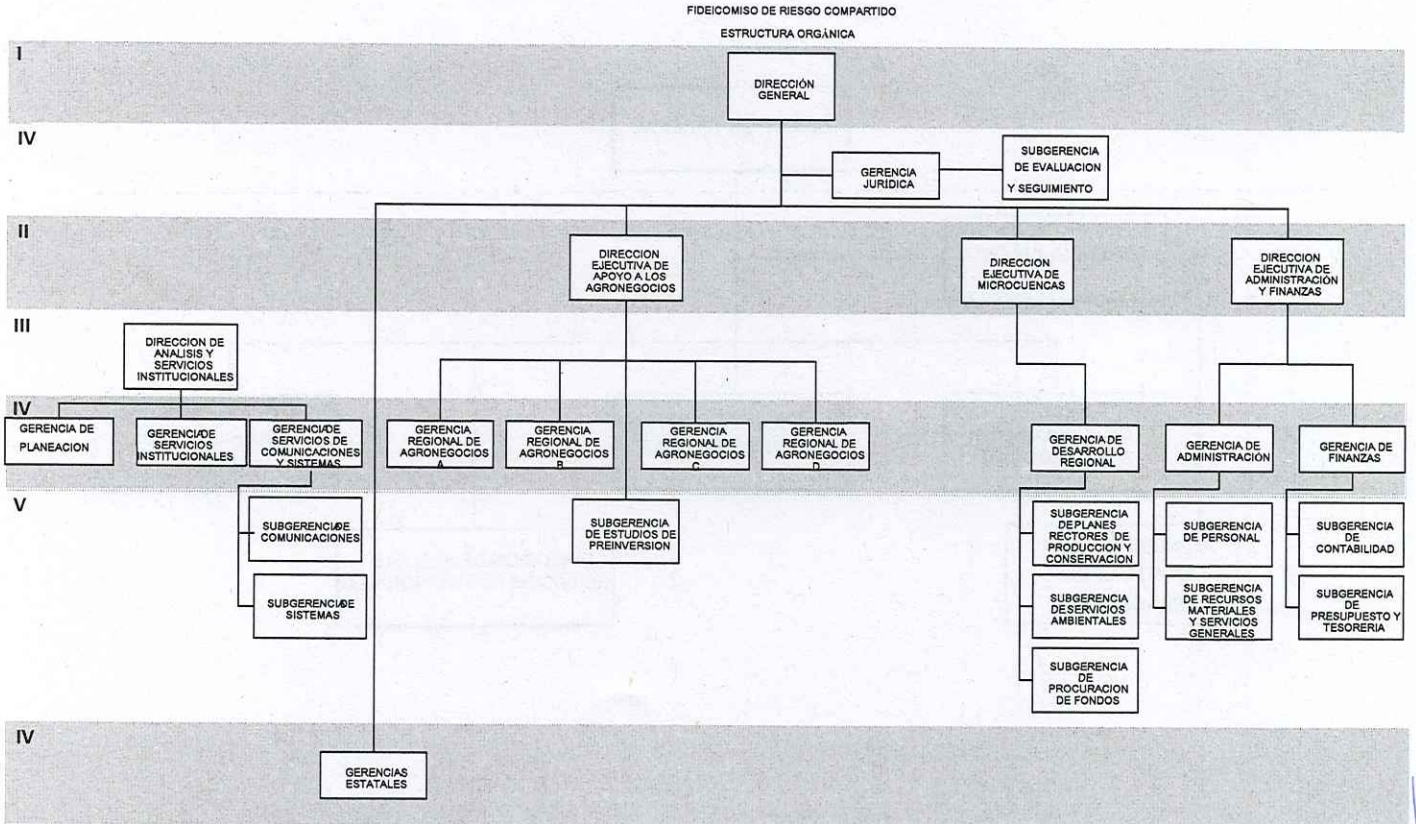 FIDEICOMISO DE RIESGO COMPARTIDO
ESTRUCTURA ORGÁNICA
I
DIRECCIÓN
GENERAL
IV
GERENCIA
JURIDICA
SUBGERENCIA
DE EVALUACION
Y SEGUIMIENTO
II
DIRECCION
EJECUTIVA DE
APOYO A LOS
AGRONEGOCIOS
DIRECCION
EJECUTIVA DE
MICROCUENCAS
DIRECCION
EJECUTIVA DE
ADMINISTRACIÓN
Y FINANZAS
III
DIRECCION DE
ANALISIS Y
SERVICIOS
INSTITUCIONALES
IV
GERENCIA DE
PLANEACION
GERENCIA DE
SERVICIOS
INSTITUCIONALES
GERENCIA DE
SERVICIOS DE
COMUNICACIONES
Y SISTEMAS
GERENCIA
REGIONAL DE
AGRONEGOCIOS
A
GERENCIA
REGIONAL DE
AGRONEGOCIOS
B
GERENCIA
REGIONAL DE
AGRONEGOCIOS
C
GERENCIA
REGIONAL DE
AGRONEGOCIOS
D
GERENCIA DE
DESARROLLO
REGIONAL
GERENCIA DE
ADMINISTRACIÓN
GERENCIA DE
FINANZAS
V
SUBGERENCIA DE
COMUNICACIONES
SUBGERENCIA DE
SISTEMAS
SUBGERENCIA
DE ESTUDIOS DE
PREINVERSION
SUBGERENCIA
DE PLANES
RECTORES DE
PRODUCCION Y
CONSERVACION
SUBGERENCIA
DE SERVICIOS
AMBIENTALES
SUBGERENCIA
DE
PROCURACION
DE FONDOS
SUBGERENCIA
DE PERSONAL
SUBGERENCIA
DE RECURSOS
MATERIALES
Y SERVICIOS
GENERALES
SUBGERENCIA
DE
CONTABILIDAD
SUBGERENCIA
DE
PRESUPUESTO Y
TESORERIA
IV
GERENCIAS
ESTATALES